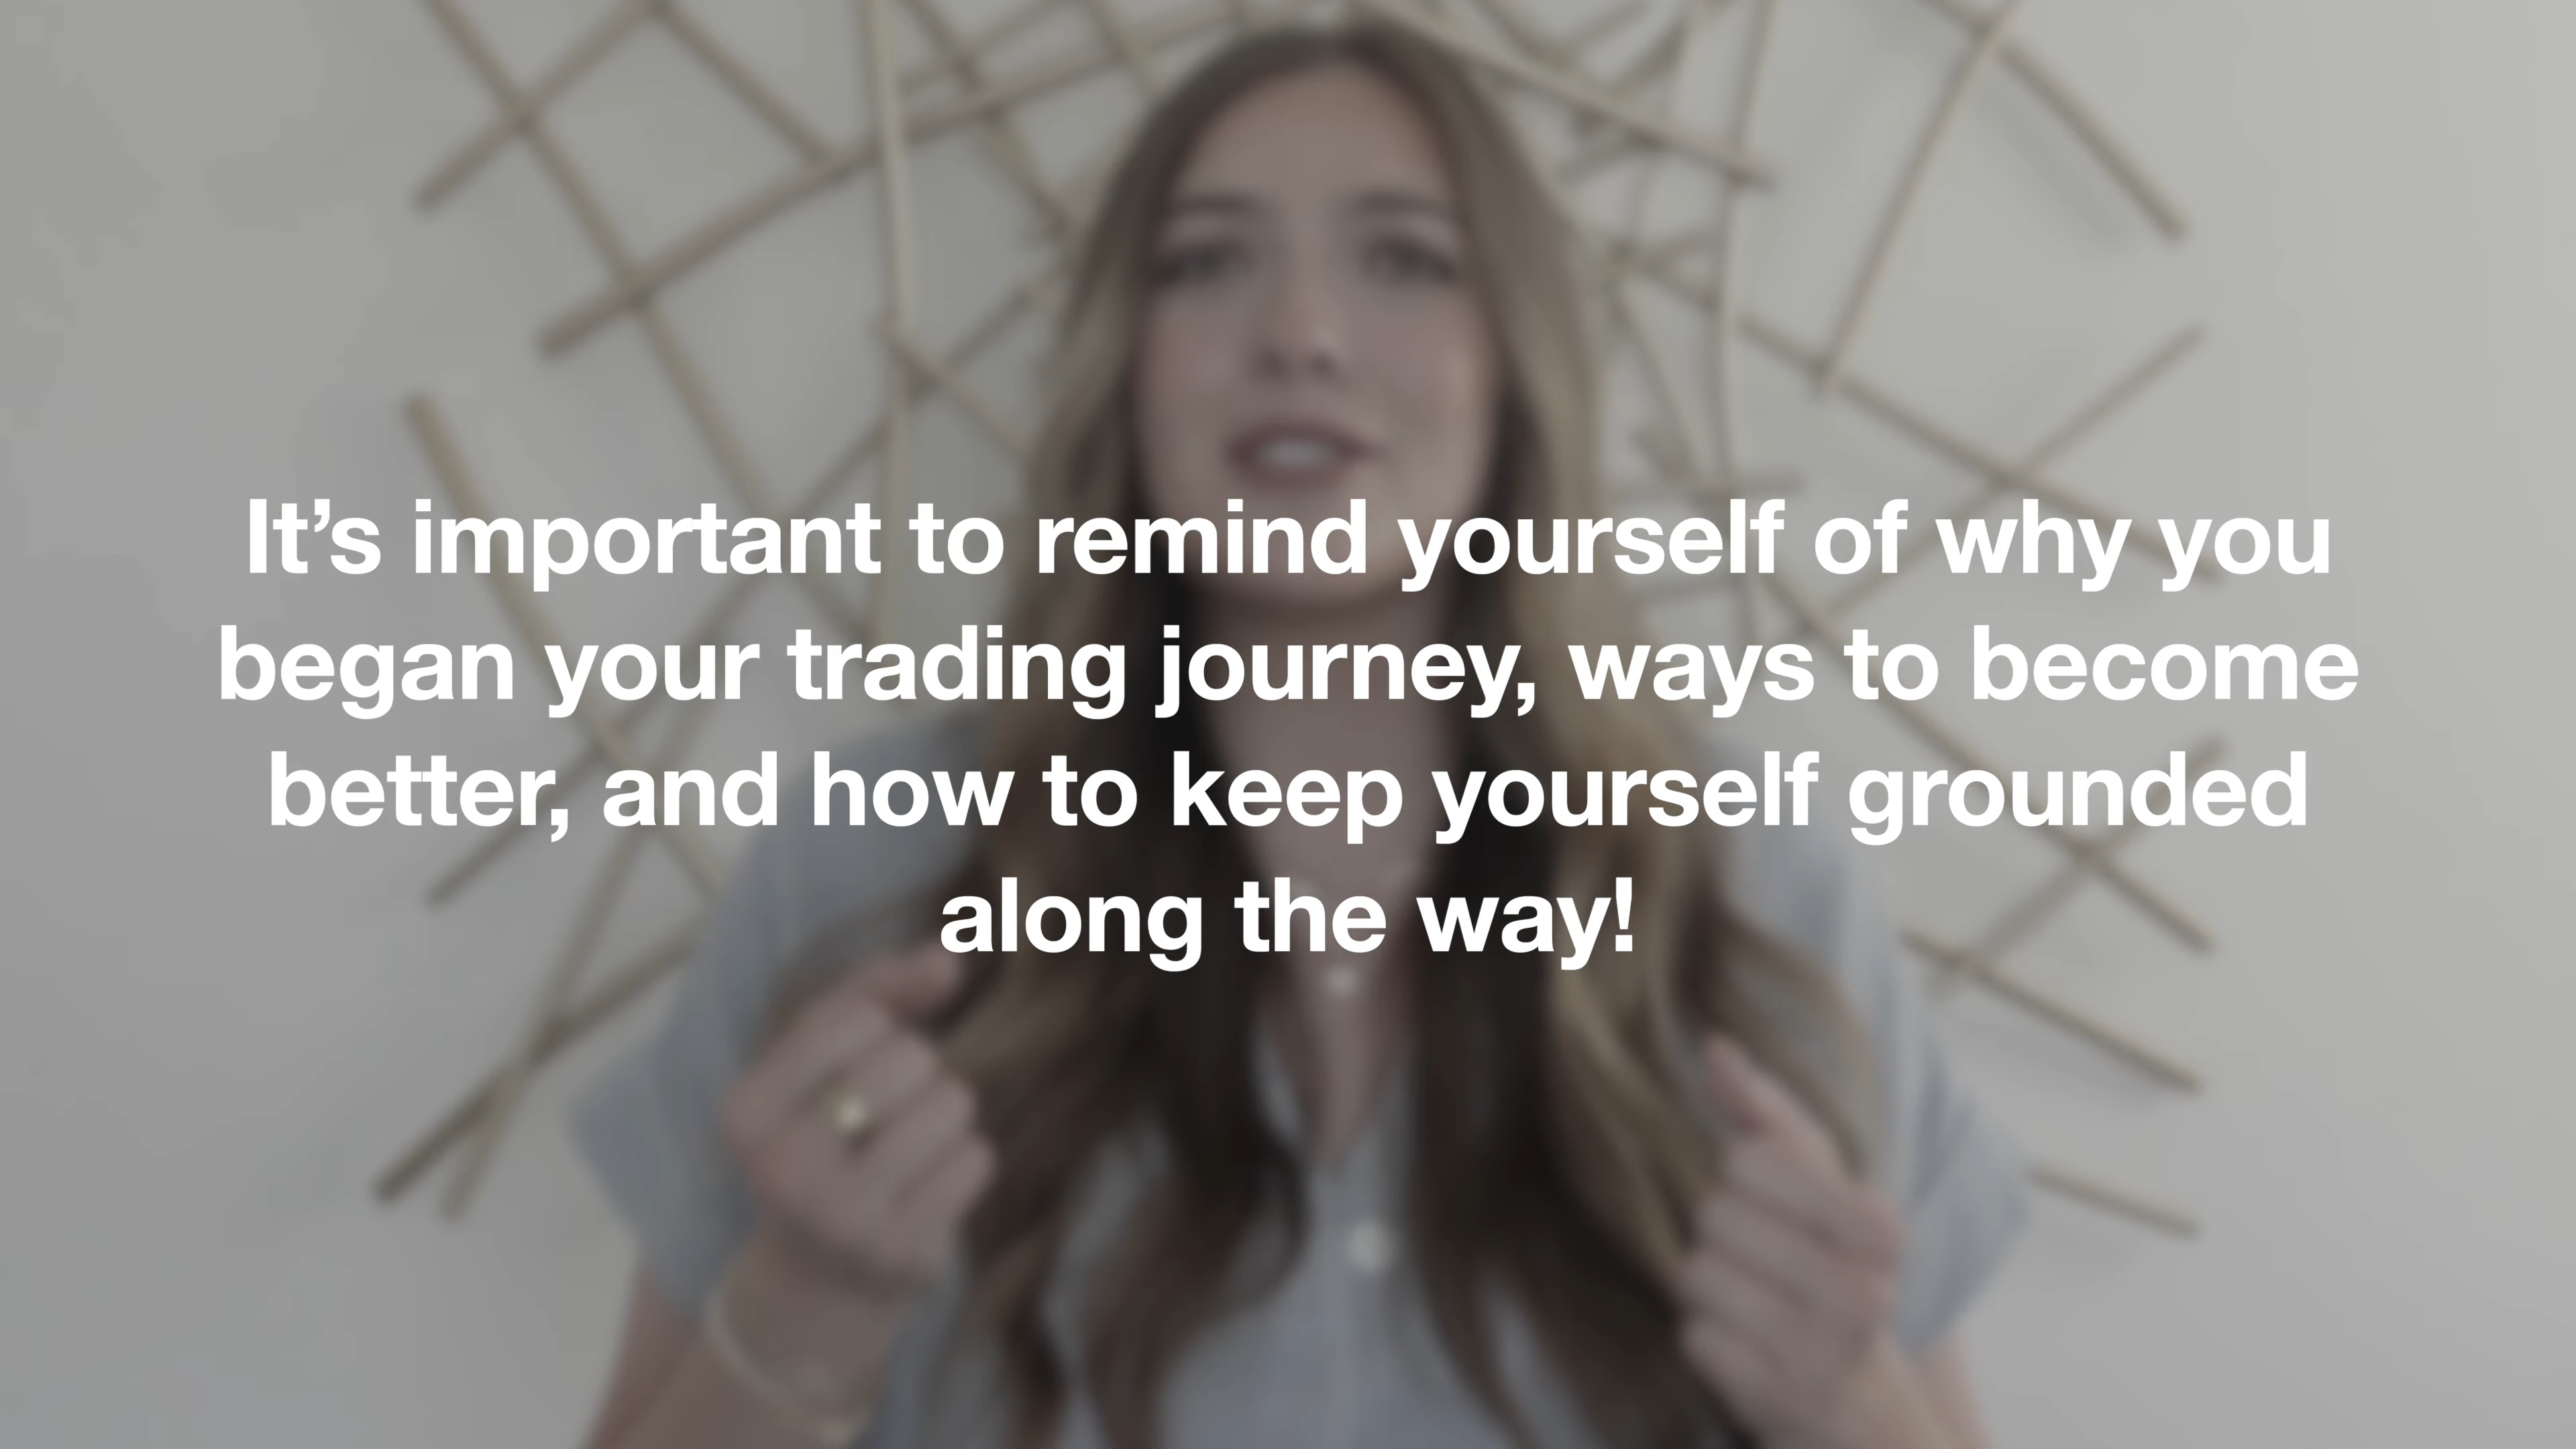 It’s important to remind yourself of why you
began your trading journey, ways to become
better, and how to keep yourself grounded
along the way!